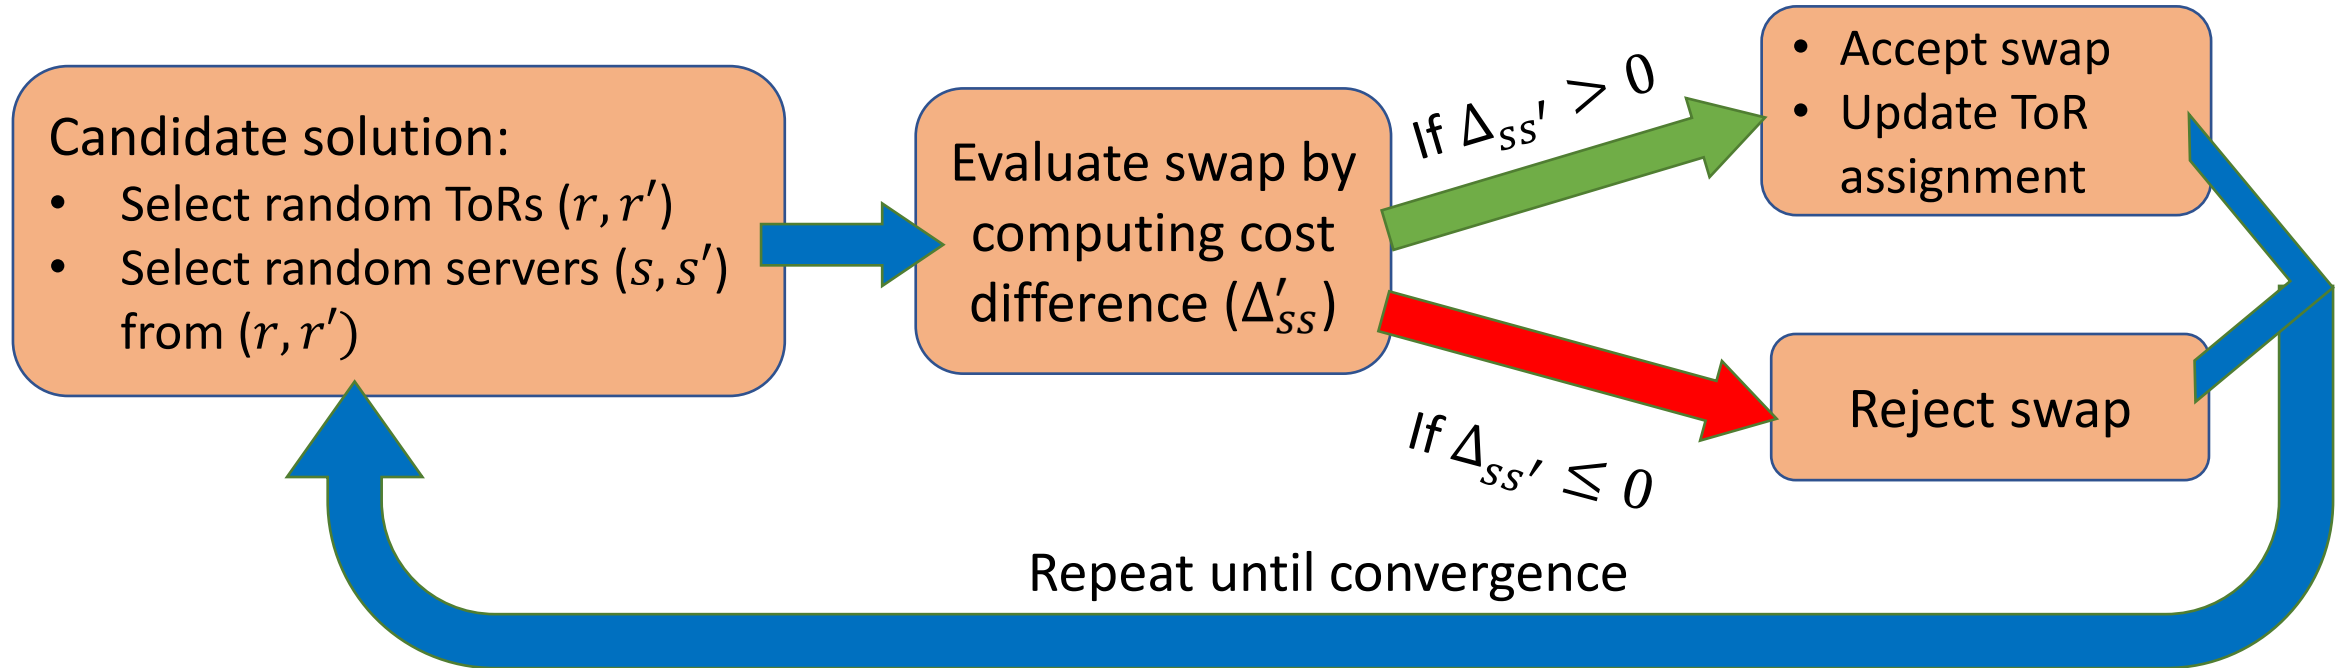 Candidate solution:
• Select random ToRs (r, r′)
• Select random servers (s, s′)
from (r, r′)
Evaluate swap by
computing cost
difference (Δ′ₛₛ)
If Δₛₛ′ > 0
• Accept swap
• Update ToR
assignment
If Δₛₛ′ ≤ 0
Reject swap
Repeat until convergence